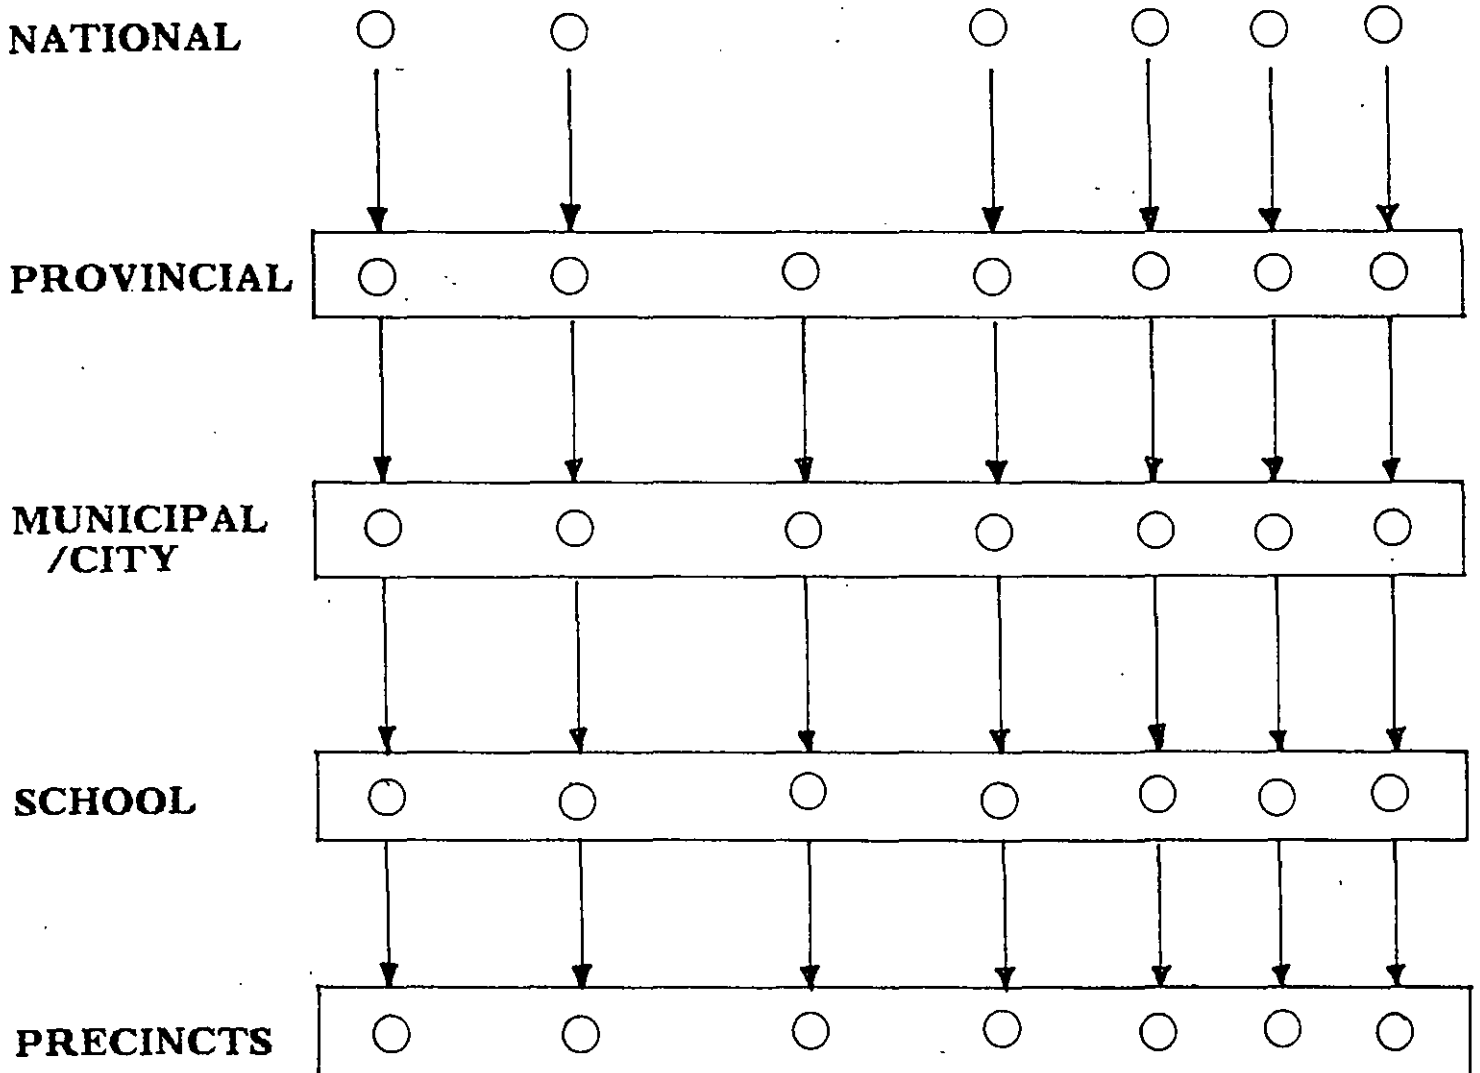 NATIONAL
PROVINCIAL
MUNICIPAL
/CITY
SCHOOL
PRECINCTS